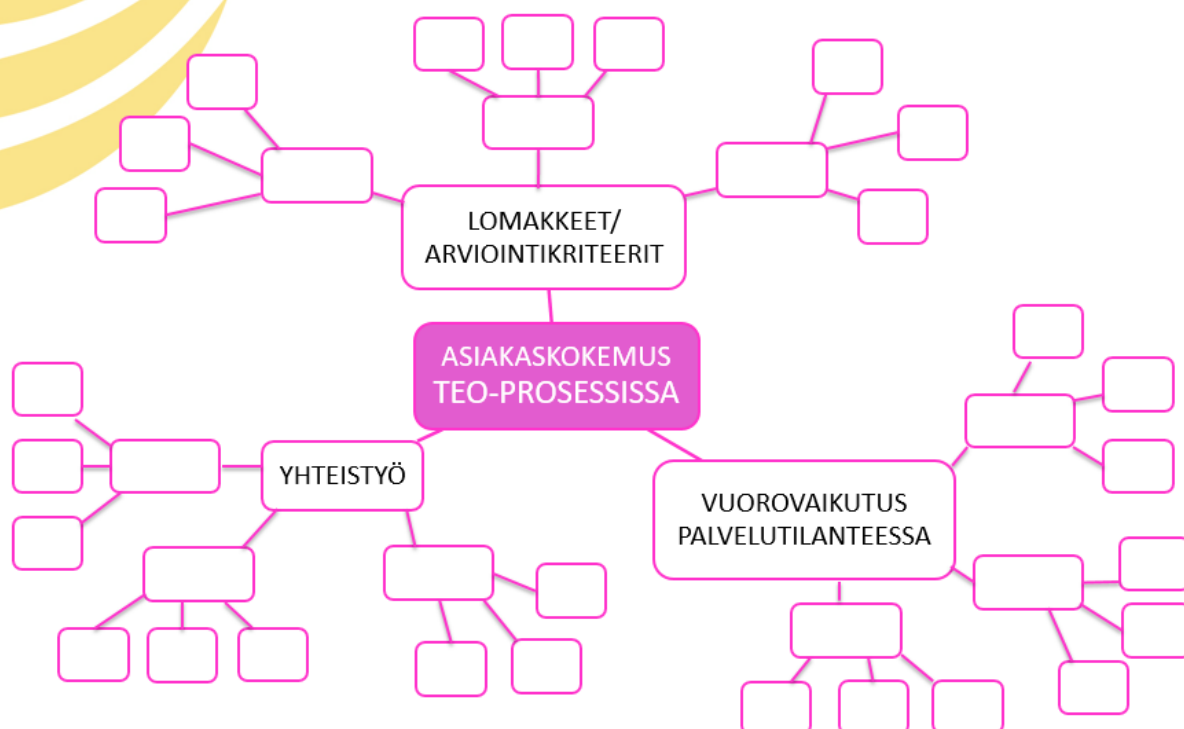 LOMAKKEET/
ARVIOINTIKRITEERIT
ASIAKASKOKEMUS
TEO-PROSESSISSA
YHTEISTYÖ
VUOROVAIKUTUS
PALVELUTILANTEESSA